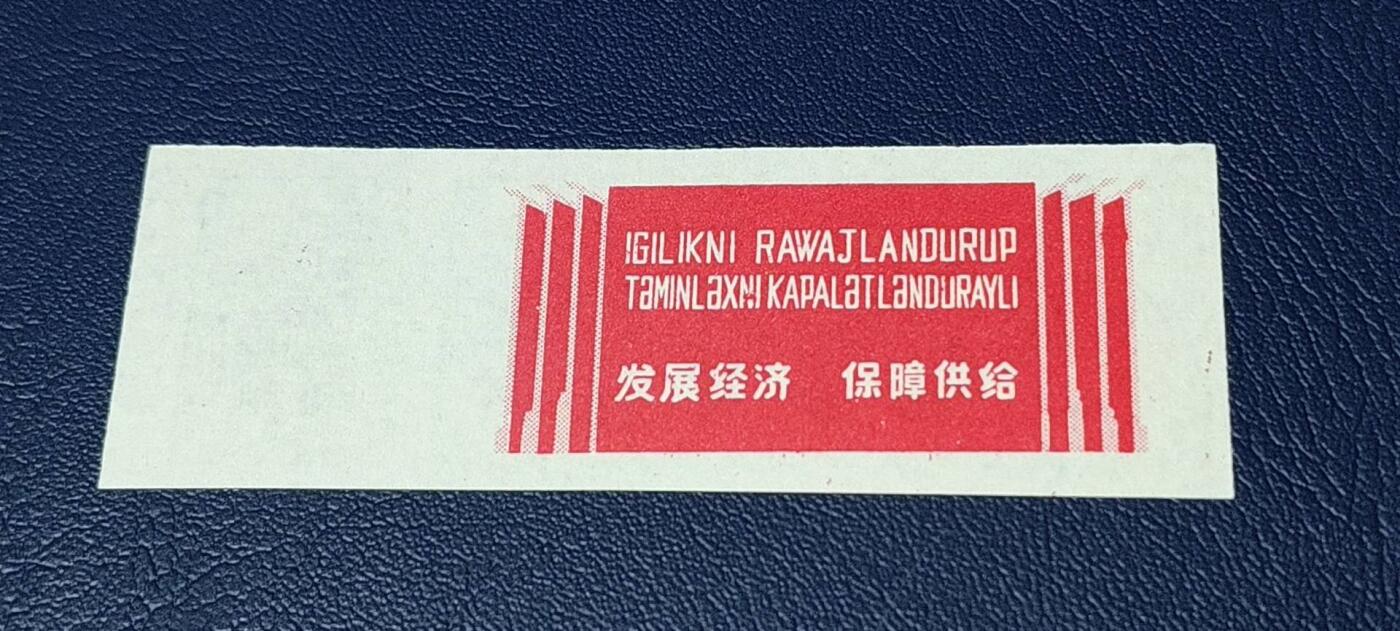 IGILIKNI RAWAJLANDURUP
TƏMINLƏXNI KAPALƏTLƏNDURAYLI
发展经济 保障供给